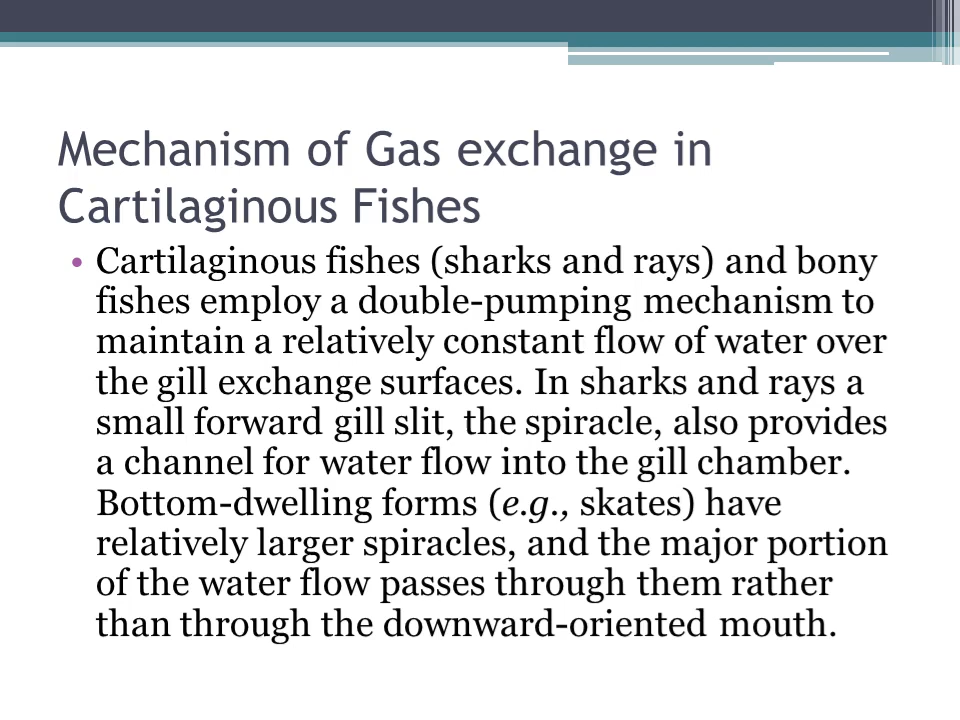 Mechanism of Gas exchange in
Cartilaginous Fishes
• Cartilaginous fishes (sharks and rays) and bony
fishes employ a double-pumping mechanism to
maintain a relatively constant flow of water over
the gill exchange surfaces. In sharks and rays a
small forward gill slit, the spiracle, also provides
a channel for water flow into the gill chamber.
Bottom-dwelling forms (e.g., skates) have
relatively larger spiracles, and the major portion
of the water flow passes through them rather
than through the downward-oriented mouth.